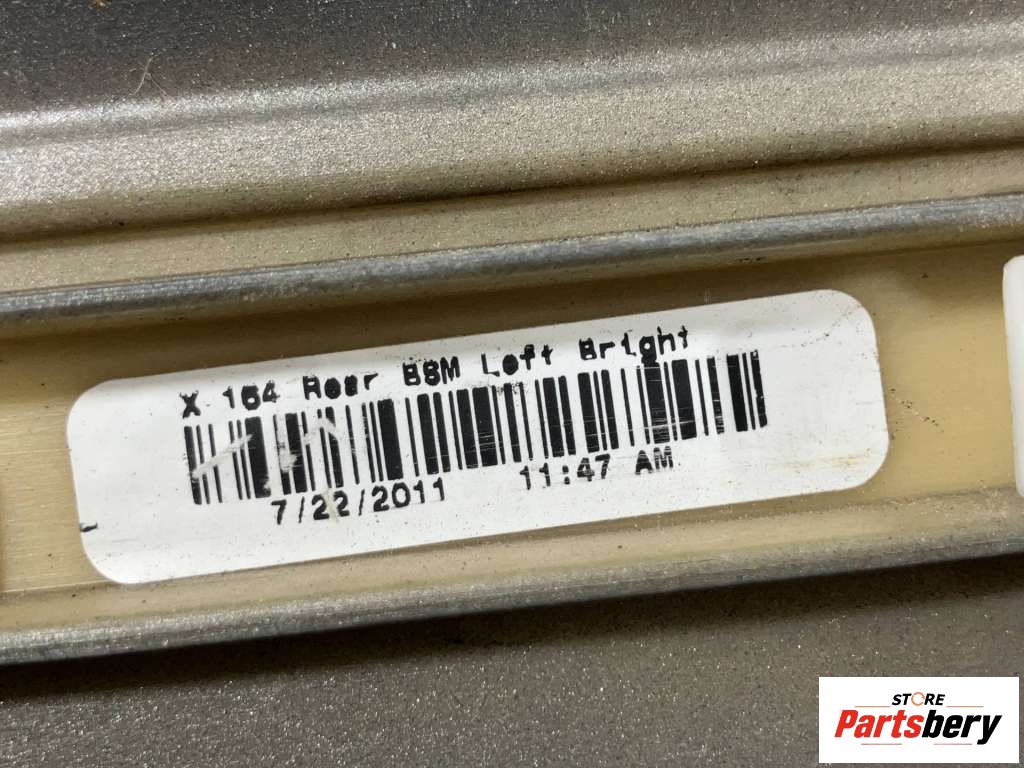 X 164 Rear BSM Left Bright
7/22/2011 11:47 AM
STORE
Partsbery